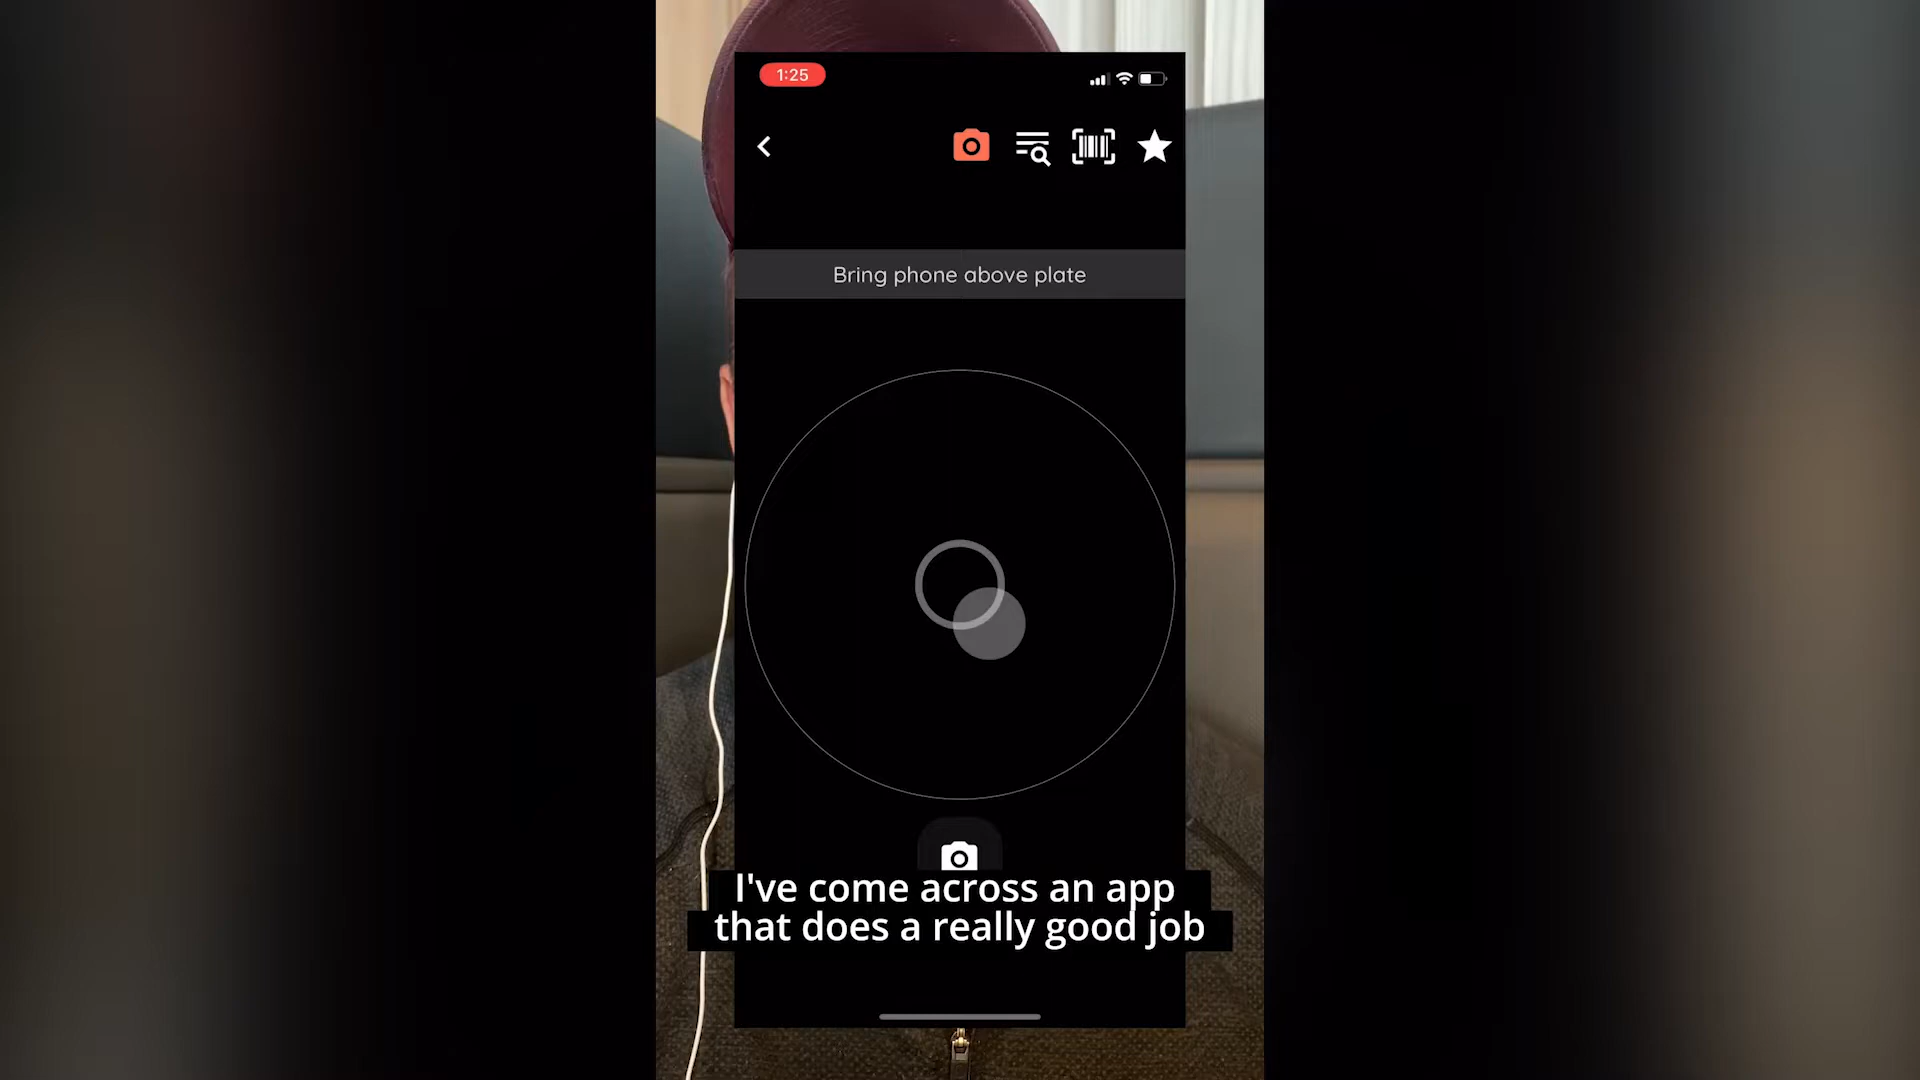 1:25
Bring phone above plate
I've come across an app
that does a really good job